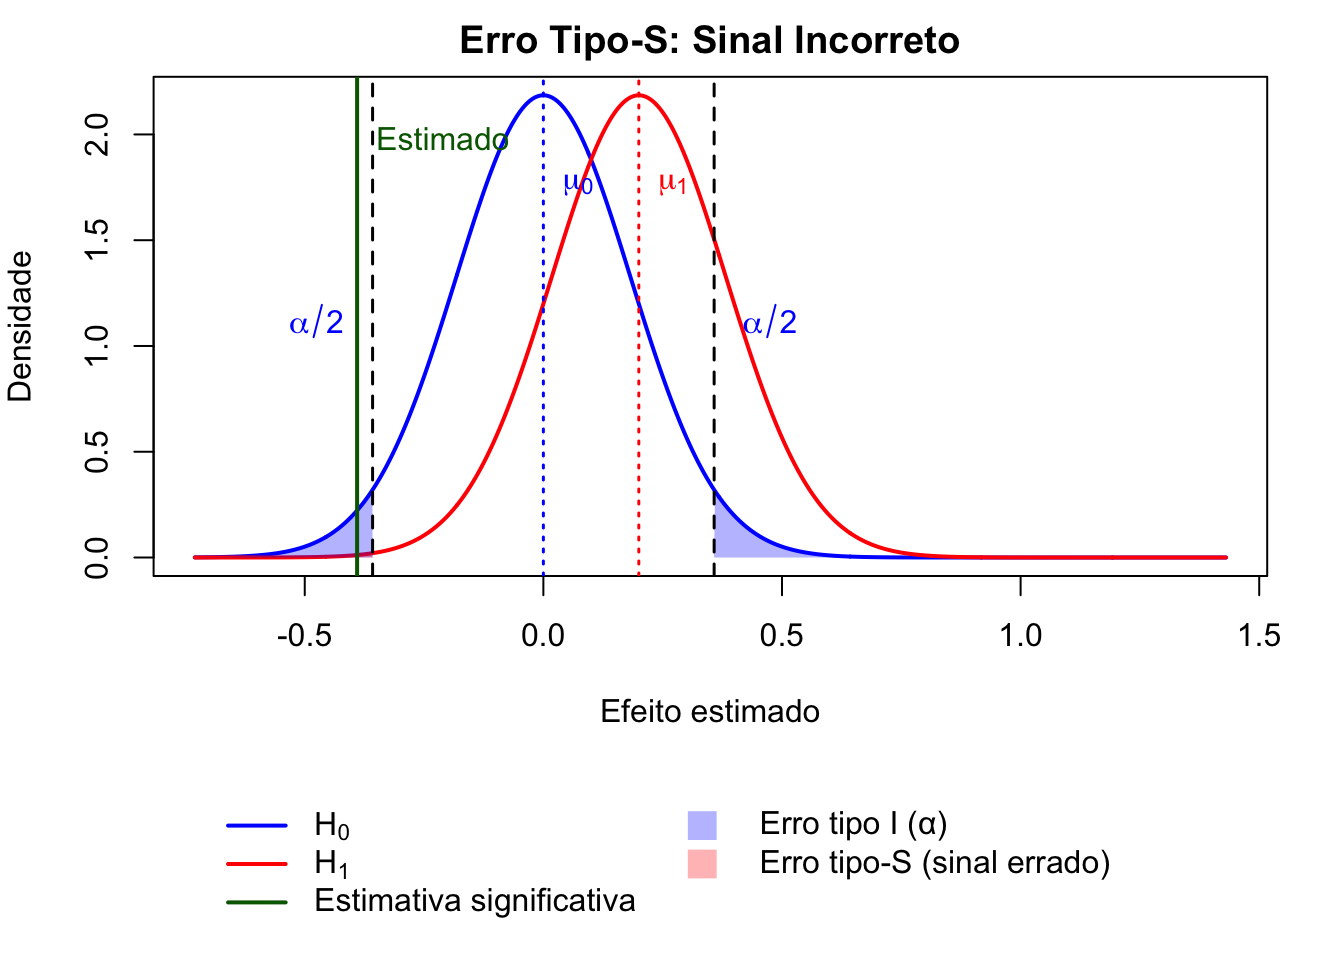 Erro Tipo-S: Sinal Incorreto
Densidade
2.0
1.5
1.0
0.5
0.0
Estimado
μ₀
μ₁
α/2
α/2
-0.5
0.0
0.5
1.0
1.5
Efeito estimado
H₀
H₁
Estimativa significativa
Erro tipo I (α)
Erro tipo-S (sinal errado)